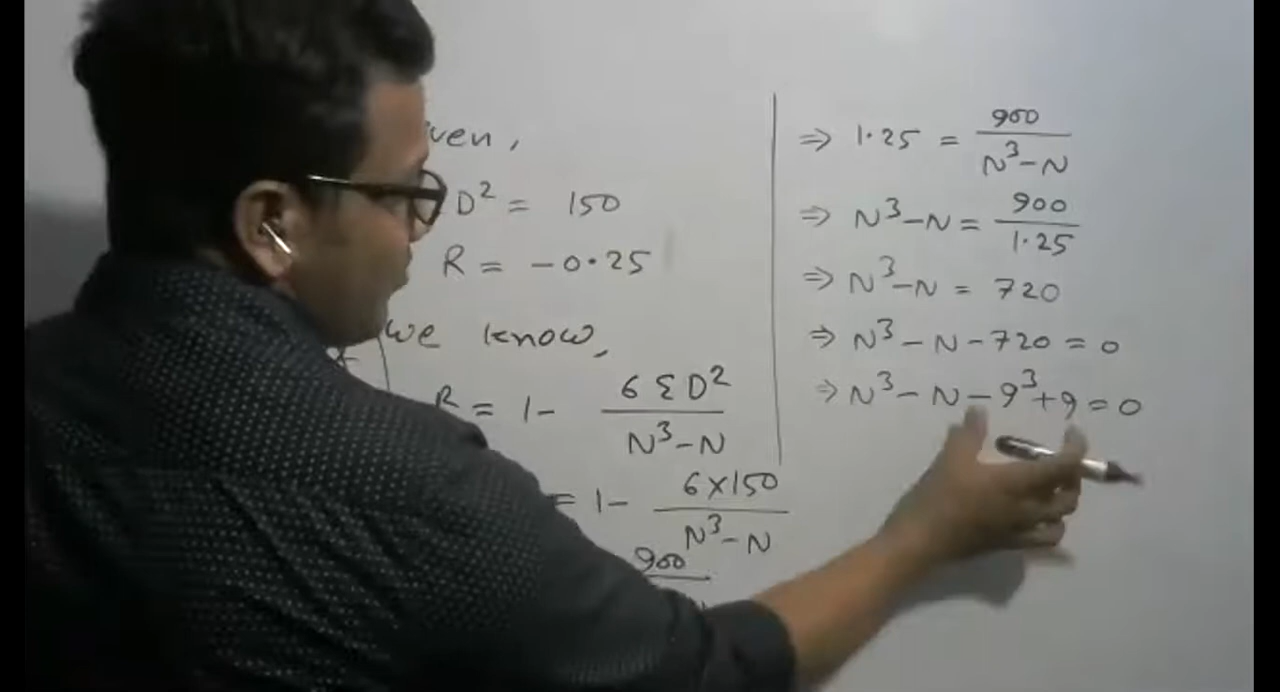 ven,
D² = 150
R = -0.25
we know,
R = 1- 6 Σ D² / N³-N
= 1- 6×150 / N³-N
900
⇒ 1.25 = 900 / N³-N
⇒ N³-N = 900 / 1.25
⇒ N³-N = 720
⇒ N³-N-720 = 0
⇒ N³-N-9³+9=0